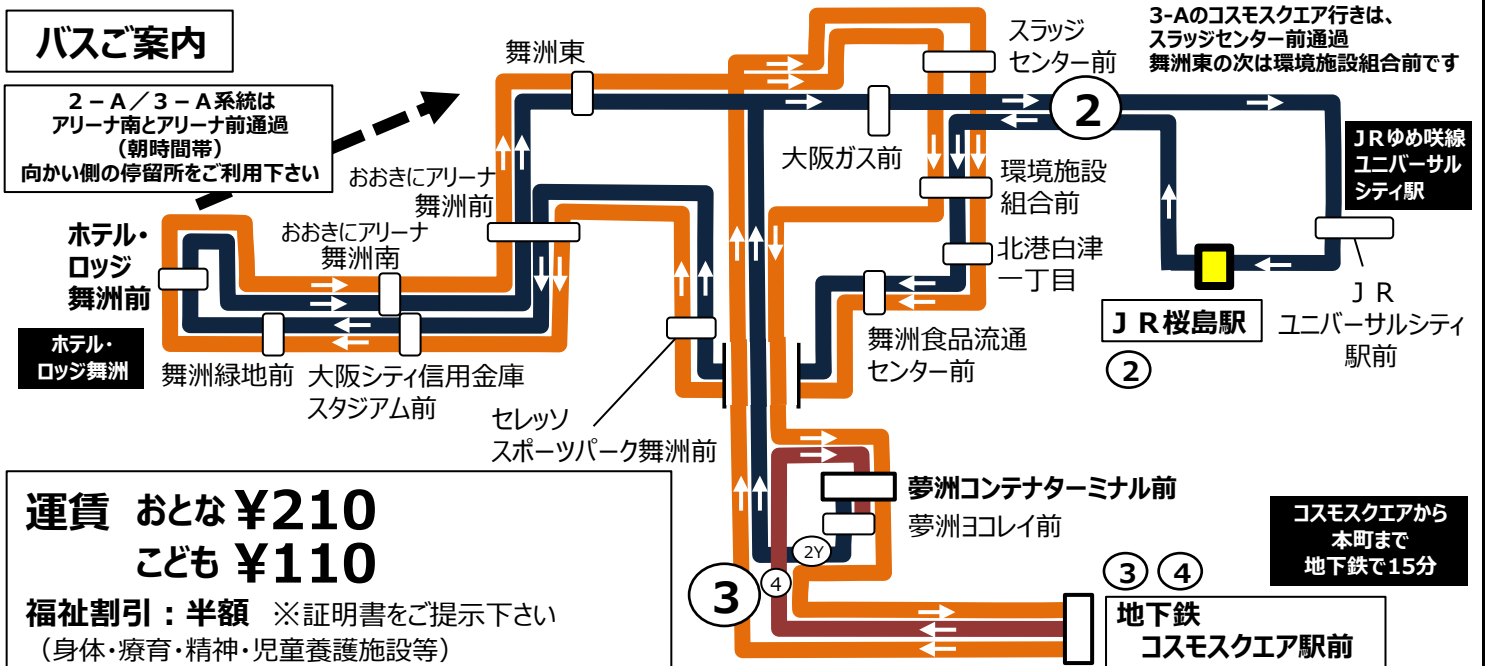 バスご案内
２－Ａ／３－Ａ系統は
アリーナ南とアリーナ前通過
（朝時間帯）
向かい側の停留所をご利用下さい
3-Aのコスモスクエア行きは、
スラッジセンター前通過
舞洲東の次は環境施設組合前です
舞洲東
スラッジ
センター前
②
大阪ガス前
環境施設
組合前
北港白津
一丁目
舞洲食品流通
センター前
ＪＲゆめ咲線
ユニバーサル
シティ駅
ＪＲ桜島駅
②
ＪＲ
ユニバーサルシティ
駅前
おおきにアリーナ
舞洲前
おおきにアリーナ
舞洲南
ホテル・
ロッジ
舞洲前
ホテル・
ロッジ舞洲
舞洲緑地前
大阪シティ信用金庫
スタジアム前
セレッソ
スポーツパーク舞洲前
夢洲コンテナターミナル前
夢洲ヨコレイ前
2Y
③
④
③ ④
地下鉄
コスモスクエア駅前
コスモスクエアから
本町まで
地下鉄で15分
運賃 おとな ¥210
こども ¥110
福祉割引：半額 ※証明書をご提示下さい
（身体・療育・精神・児童養護施設等）